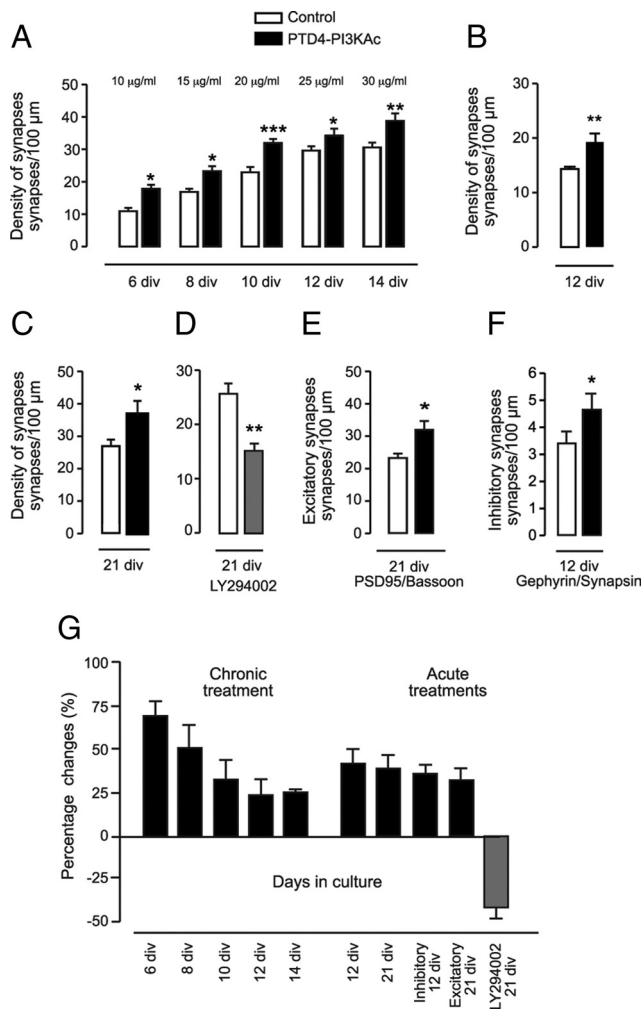 Control
PTD4-PI3KAc
A
B
10 µg/ml 15 µg/ml 20 µg/ml 25 µg/ml 30 µg/ml
Density of synapses
synapses/100 µm
50
40
30
20
10
0
*
*
***
*
**
6 div 8 div 10 div 12 div 14 div
Density of synapses
synapses/100 µm
30
20
10
0
**
12 div
C
D
E
F
Density of synapses
synapses/100 µm
50
40
30
20
10
0
*
21 div
30
15
0
**
21 div
LY294002
Excitatory synapses
synapses/100 µm
50
40
30
20
10
0
*
21 div
PSD95/Bassoon
Inhibitory synapses
synapses/100 µm
6
5
4
3
2
1
0
*
12 div
Gephyrin/Synapsin
G
Percentage changes (%)
100
75
50
25
0
-25
-50
Chronic
treatment
Acute
treatments
Days in culture
6 div
8 div
10 div
12 div
14 div
12 div
21 div
Inhibitory
12 div
Excitatory
21 div
LY294002
21 div